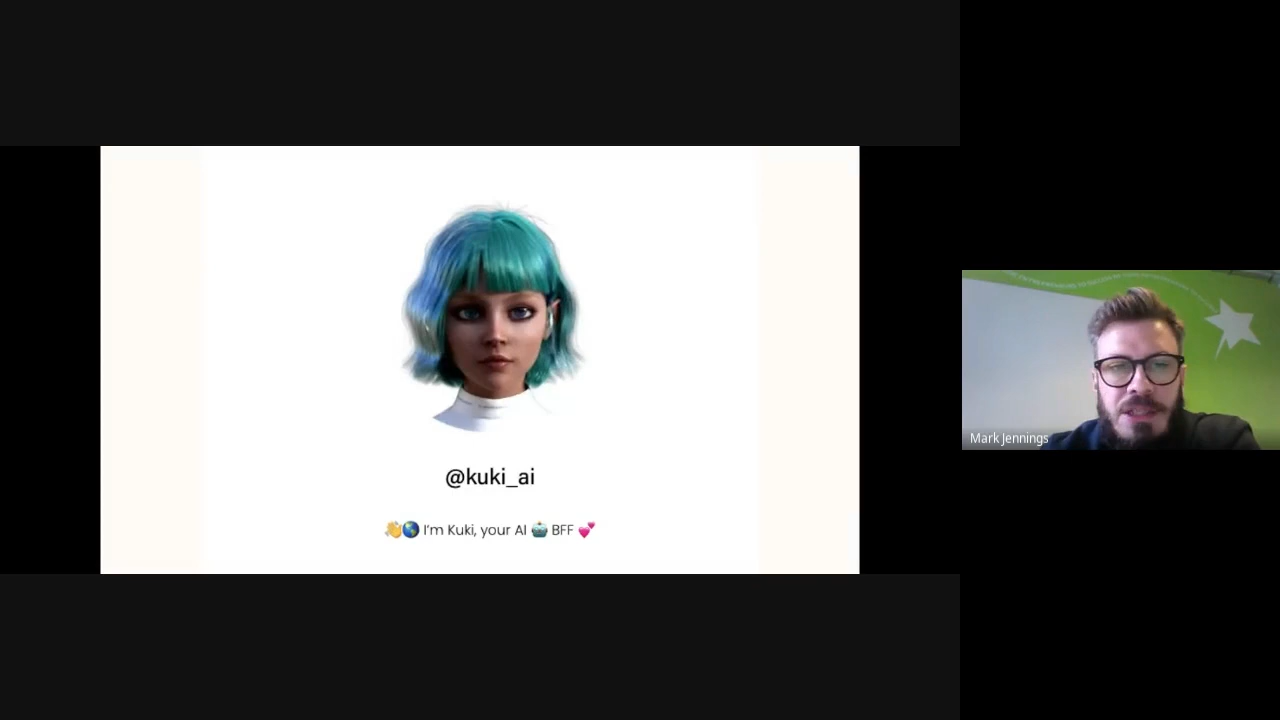 @kuki_ai
👋🌎 I'm Kuki, your AI 🤖 BFF 💕
Mark Jennings